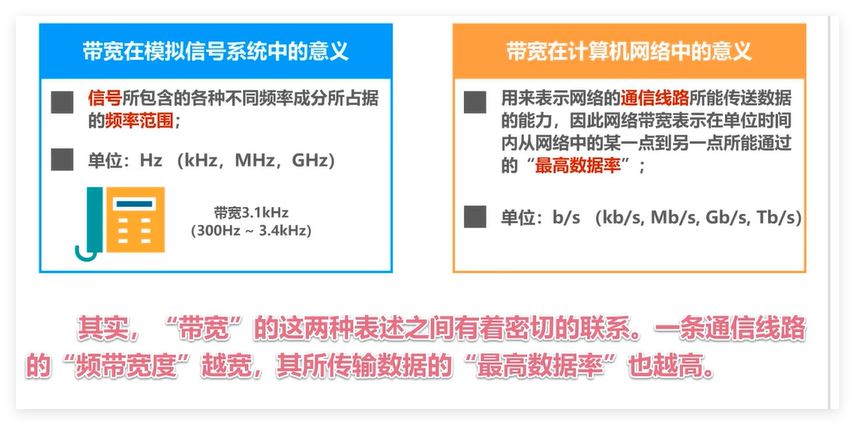 带宽在模拟信号系统中的意义
信号所包含的各种不同频率成分所占据
的频率范围；
单位：Hz （kHz，MHz，GHz）
带宽3.1kHz
（300Hz ~ 3.4kHz）
带宽在计算机网络中的意义
用来表示网络的通信线路所能传送数据
的能力，因此网络带宽表示在单位时间
内从网络中的某一点到另一点所能通过
的“最高数据率”；
单位：b/s （kb/s, Mb/s, Gb/s, Tb/s）
其实，“带宽”的这两种表述之间有着密切的联系。一条通信线路
的“频带宽度”越宽，其所传输数据的“最高数据率”也越高。